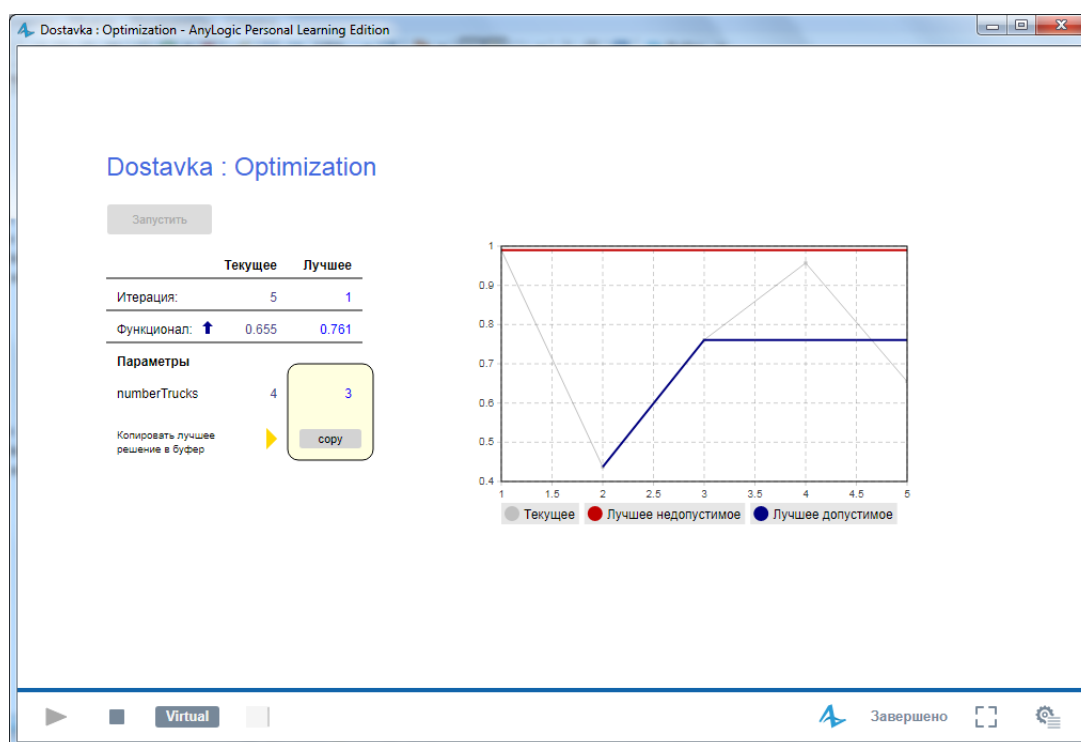 Dostavka : Optimization - AnyLogic Personal Learning Edition
Dostavka : Optimization
Запустить
Текущее Лучшее
Итерация: 5 1
Функционал: 0.655 0.761
Параметры
numberTrucks 4 3
Копировать лучшее
решение в буфер
copy
1
0.9
0.8
0.7
0.6
0.5
0.4
1 1.5 2 2.5 3 3.5 4 4.5 5
Текущее Лучшее недопустимое Лучшее допустимое
Virtual
Завершено